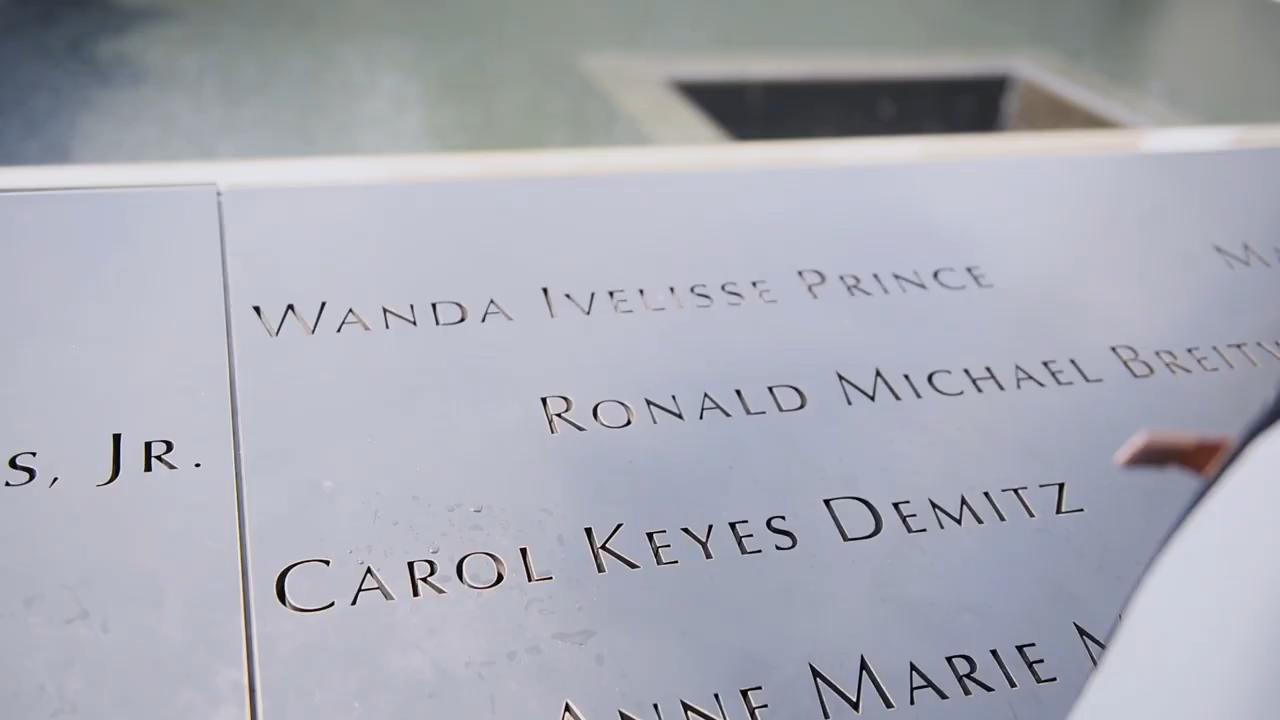 WANDA IVELISSE PRINCE
RONALD MICHAEL
S, JR.
CAROL KEYES DEMITZ
ANNE MARIE